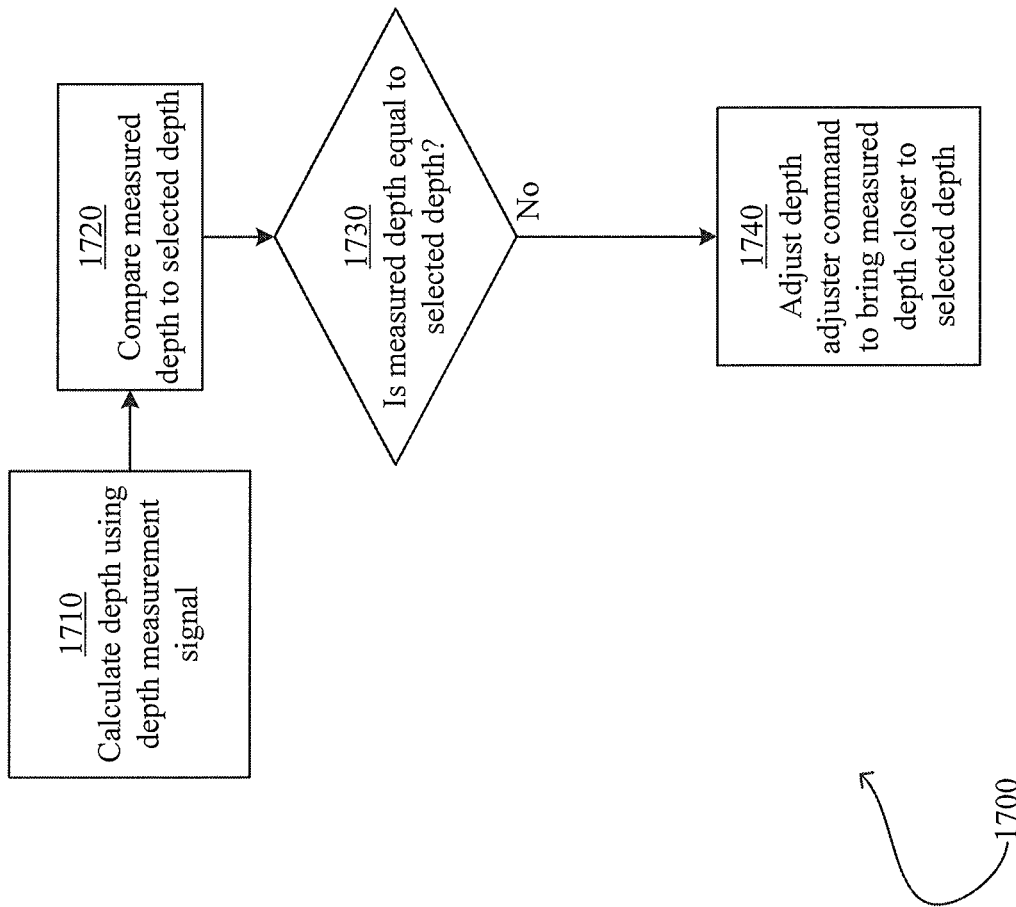 1710
Calculate depth using
depth measurement
signal
1720
Compare measured
depth to selected depth
1730
Is measured depth equal to
selected depth?
No
1740
Adjust depth
adjuster command
to bring measured
depth closer to
selected depth
1700